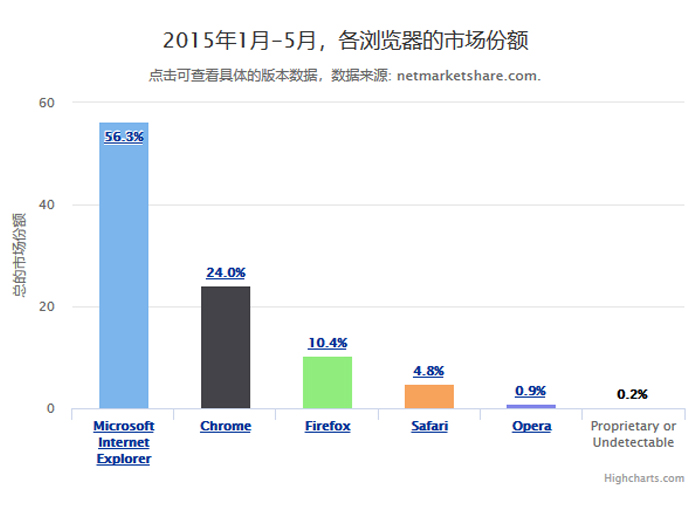 2015年1月-5月，各浏览器的市场份额
点击可查看具体的版本数据，数据来源: netmarketshare.com.
60
40
20
0
总的市场份额
56.3%
24.0%
10.4%
4.8%
0.9%
0.2%
Microsoft
Internet
Explorer
Chrome
Firefox
Safari
Opera
Proprietary or
Undetectable
Highcharts.com